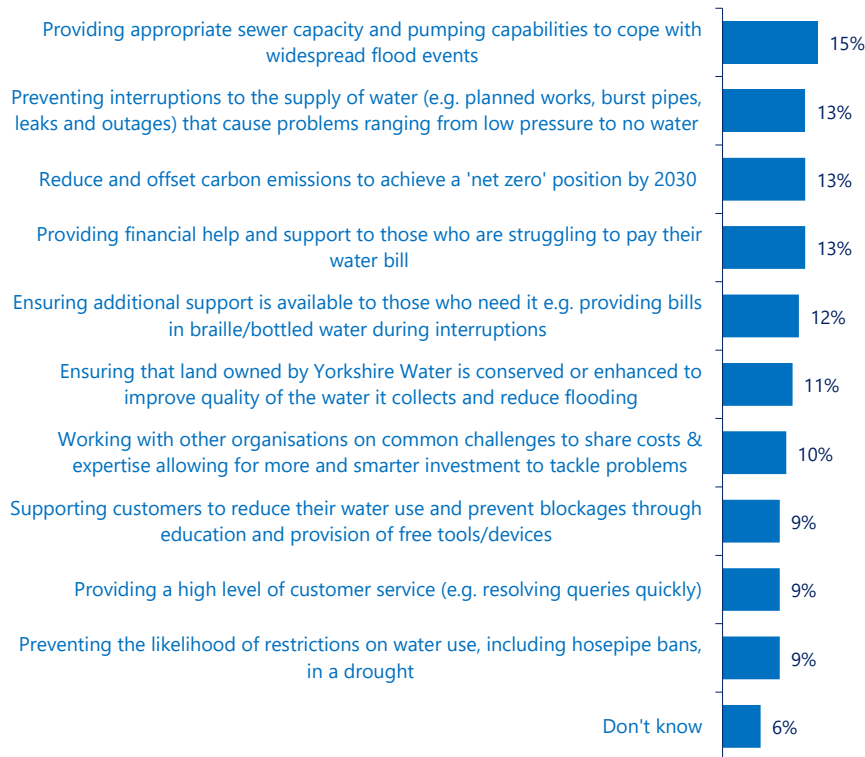 Providing appropriate sewer capacity and pumping capabilities to cope with
widespread flood events
15%
Preventing interruptions to the supply of water (e.g. planned works, burst pipes,
leaks and outages) that cause problems ranging from low pressure to no water
13%
Reduce and offset carbon emissions to achieve a 'net zero' position by 2030
13%
Providing financial help and support to those who are struggling to pay their
water bill
13%
Ensuring additional support is available to those who need it e.g. providing bills
in braille/bottled water during interruptions
12%
Ensuring that land owned by Yorkshire Water is conserved or enhanced to
improve quality of the water it collects and reduce flooding
11%
Working with other organisations on common challenges to share costs &
expertise allowing for more and smarter investment to tackle problems
10%
Supporting customers to reduce their water use and prevent blockages through
education and provision of free tools/devices
9%
Providing a high level of customer service (e.g. resolving queries quickly)
9%
Preventing the likelihood of restrictions on water use, including hosepipe bans,
in a drought
9%
Don't know
6%